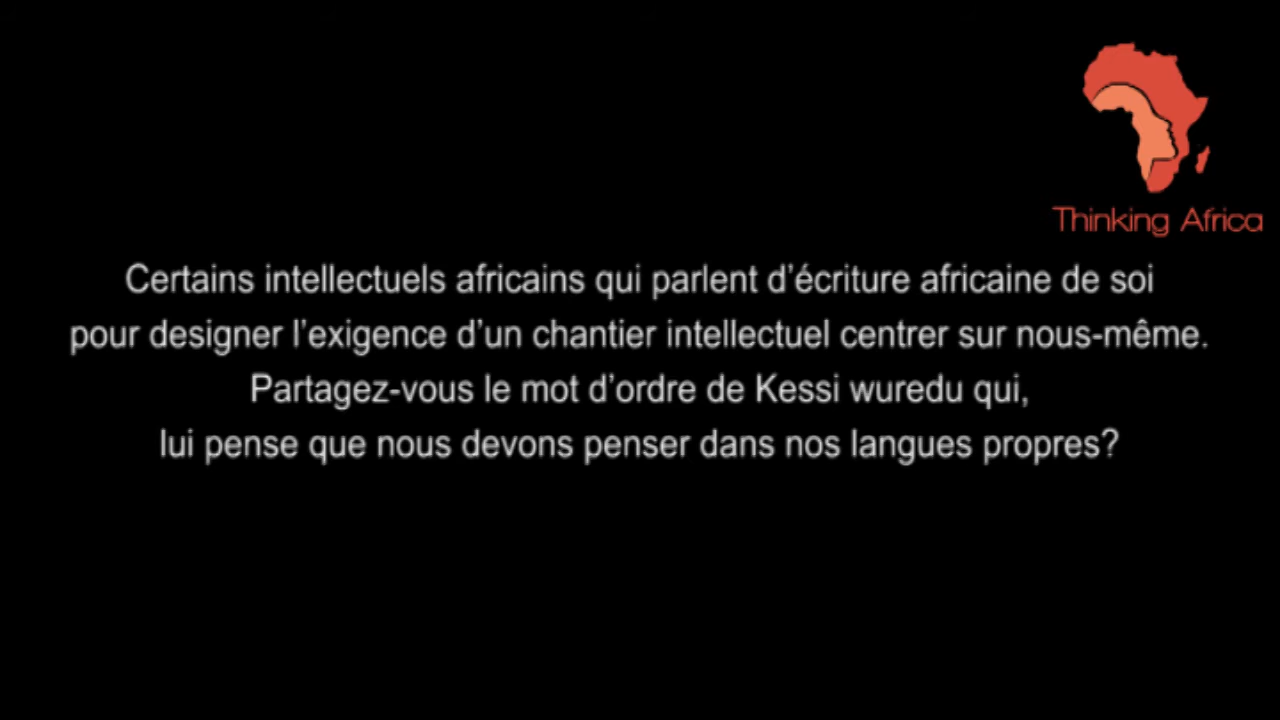 Thinking Africa
Certains intellectuels africains qui parlent d’écriture africaine de soi
pour designer l’exigence d’un chantier intellectuel centrer sur nous-même.
Partagez-vous le mot d’ordre de Kessi wuredu qui,
lui pense que nous devons penser dans nos langues propres?